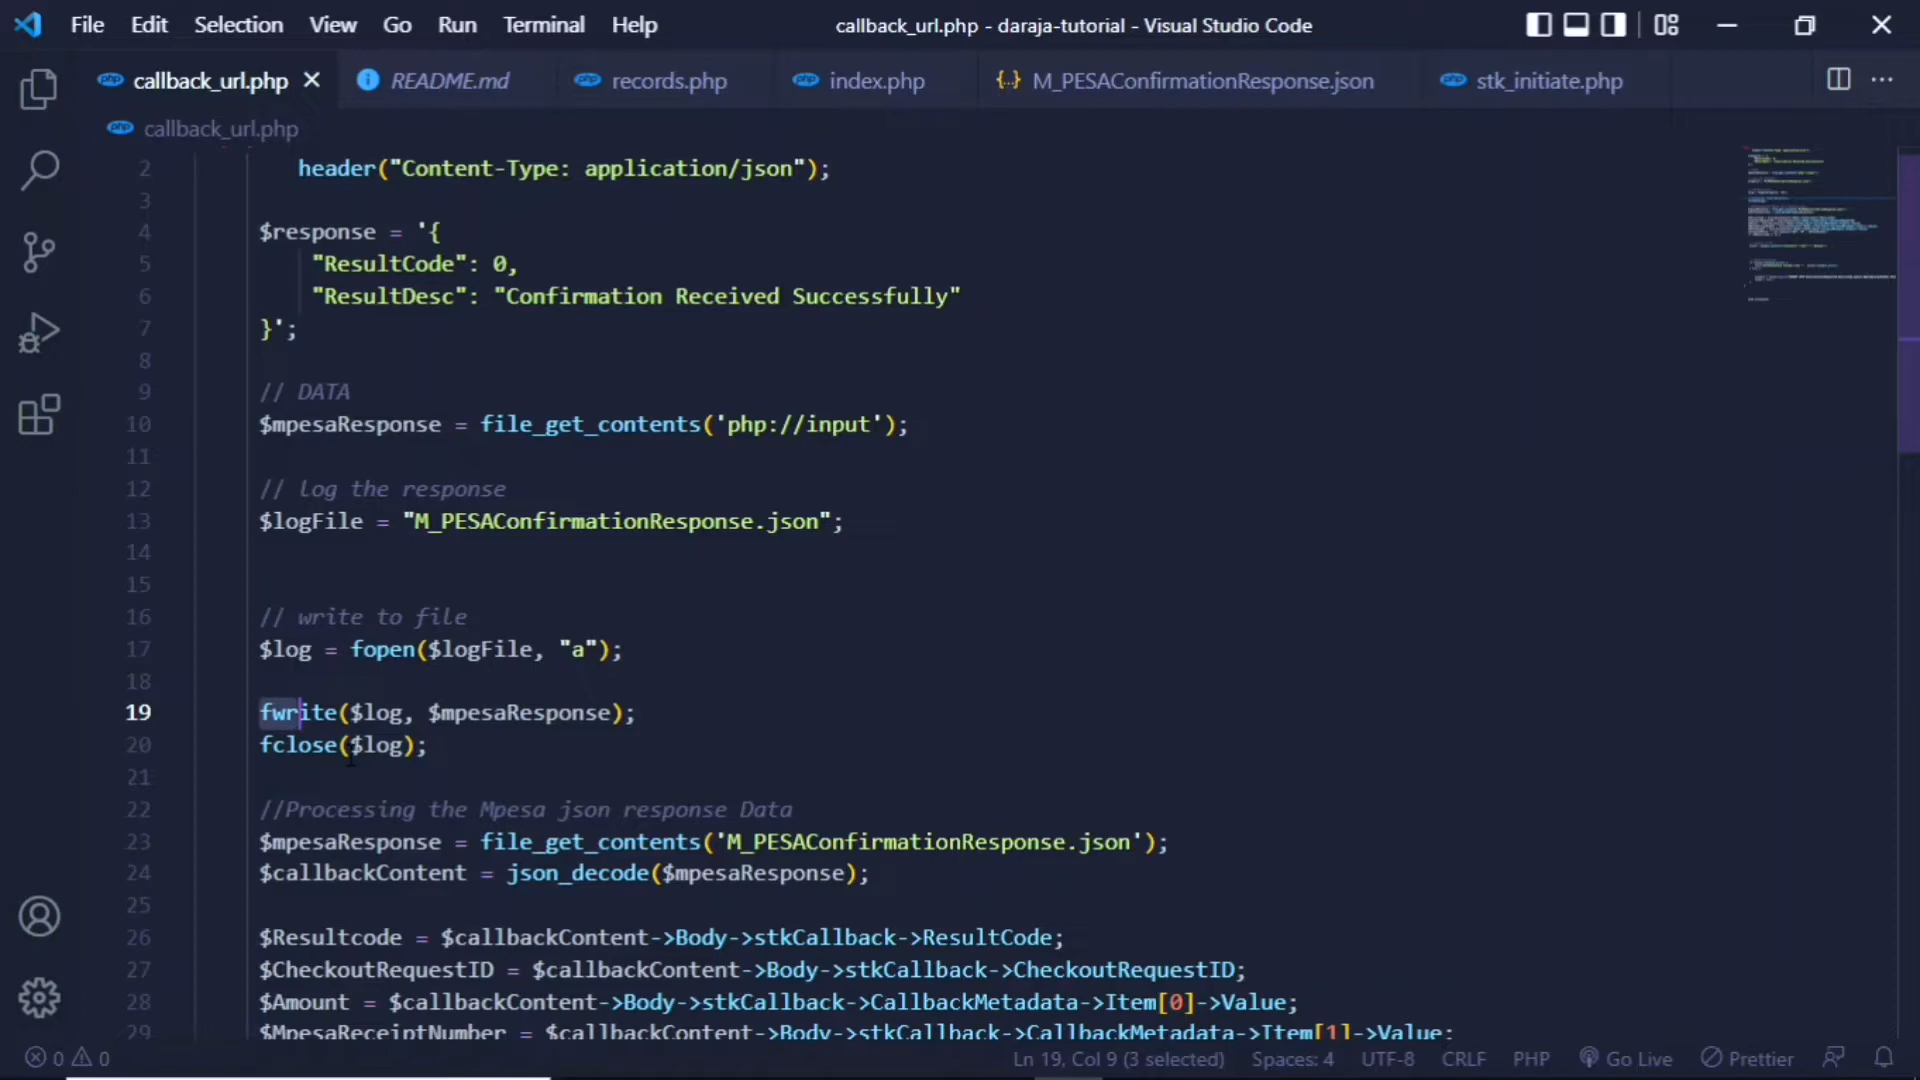 File Edit Selection View Go Run Terminal Help callback_url.php - daraja-tutorial - Visual Studio Code
callback_url.php README.md records.php index.php {..} M_PESAConfirmationResponse.json stk_initiate.php
callback_url.php
2 header("Content-Type: application/json");
3
4 $response = '{
5 "ResultCode": 0,
6 "ResultDesc": "Confirmation Received Successfully"
7 }';
8
9 // DATA
10 $mpesaResponse = file_get_contents('php://input');
11
12 // log the response
13 $logFile = "M_PESAConfirmationResponse.json";
14
15
16 // write to file
17 $log = fopen($logFile, "a");
18
19 fwrite($log, $mpesaResponse);
20 fclose($log);
21
22 //Processing the Mpesa json response Data
23 $mpesaResponse = file_get_contents('M_PESAConfirmationResponse.json');
24 $callbackContent = json_decode($mpesaResponse);
25
26 $Resultcode = $callbackContent->Body->stkCallback->ResultCode;
27 $CheckoutRequestID = $callbackContent->Body->stkCallback->CheckoutRequestID;
28 $Amount = $callbackContent->Body->stkCallback->CallbackMetadata->Item[0]->Value;
29 $MpesaReceiptNumber = $callbackContent->Body->stkCallback->CallbackMetadata->Item[1]->Value;
0 0 Ln 19, Col 9 (3 selected) Spaces: 4 UTF-8 CRLF PHP Go Live Prettier